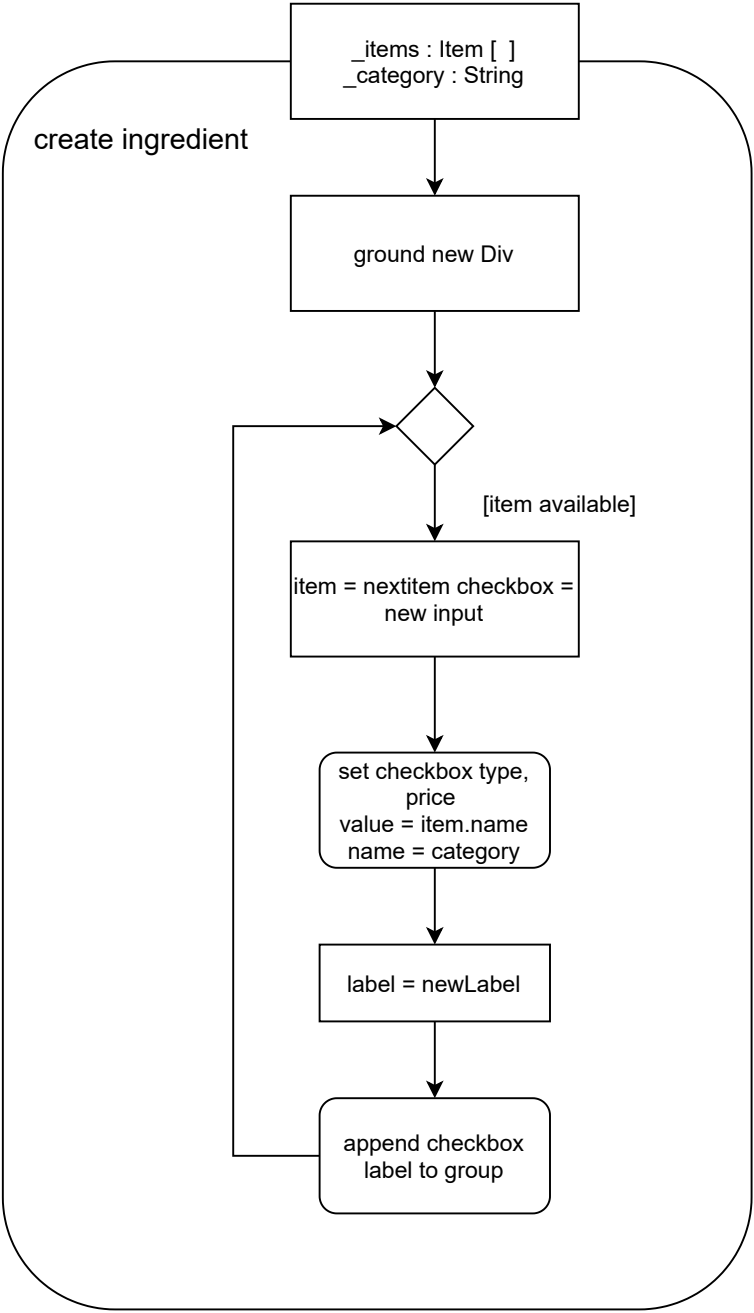 _items : Item [  ]
_category : String
create ingredient
ground new Div
[item available]
item = nextitem checkbox =
new input
set checkbox type,
price
value = item.name
name = category
label = newLabel
append checkbox
label to group